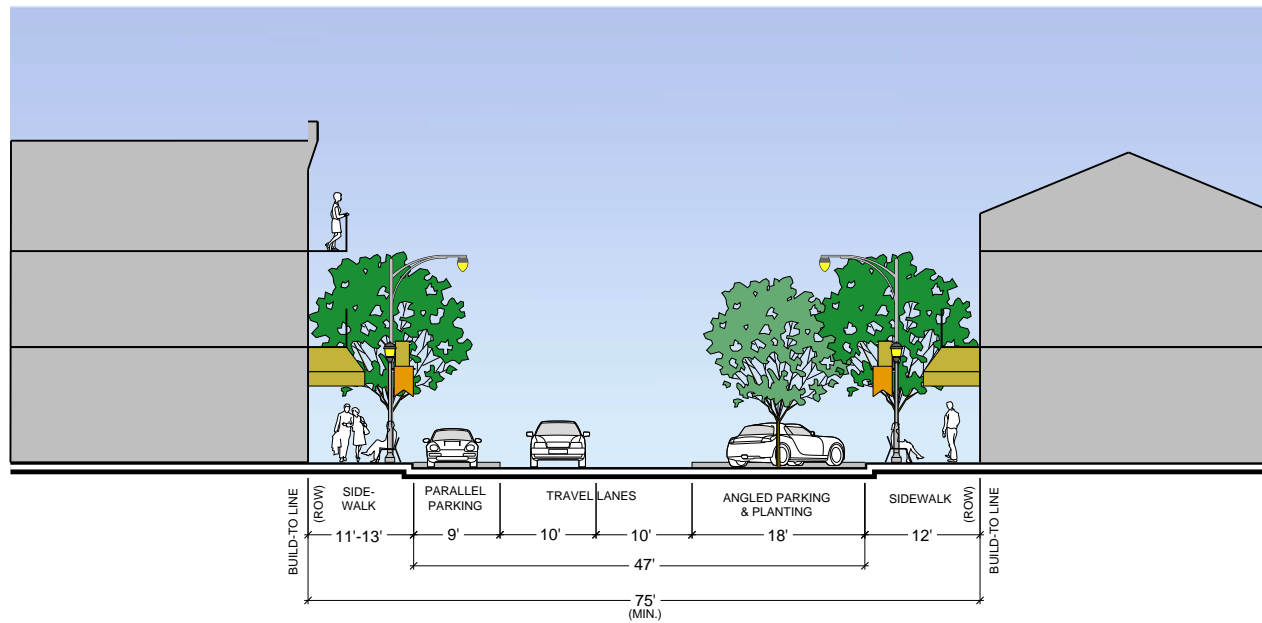 BUILD-TO LINE
(ROW)
SIDE-
WALK
PARALLEL
PARKING
TRAVEL LANES
ANGLED PARKING
& PLANTING
SIDEWALK
(ROW)
BUILD-TO LINE
11'-13'
9'
10'
10'
18'
12'
47'
75'
(MIN.)